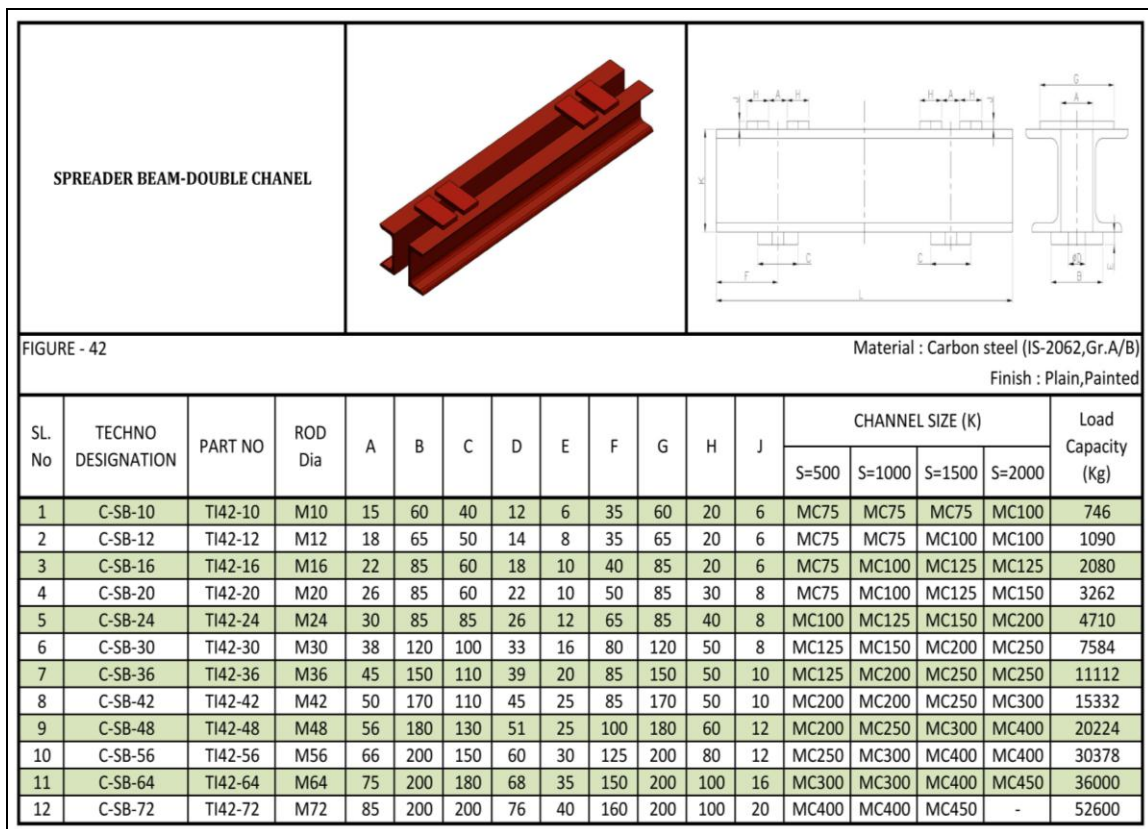 SPREADER BEAM-DOUBLE CHANEL
H A H
H A H
J
J
K
C
C
F
L
G
A
E
øD
B
FIGURE - 42
Material : Carbon steel (IS-2062,Gr.A/B)
Finish : Plain,Painted
SL. No TECHNO DESIGNATION PART NO ROD Dia A B C D E F G H J CHANNEL SIZE (K) Load Capacity (Kg)
S=500 S=1000 S=1500 S=2000
1 C-SB-10 TI42-10 M10 15 60 40 12 6 35 60 20 6 MC75 MC75 MC75 MC100 746
2 C-SB-12 TI42-12 M12 18 65 50 14 8 35 65 20 6 MC75 MC75 MC100 MC100 1090
3 C-SB-16 TI42-16 M16 22 85 60 18 10 40 85 20 6 MC75 MC100 MC125 MC125 2080
4 C-SB-20 TI42-20 M20 26 85 60 22 10 50 85 30 8 MC75 MC100 MC125 MC150 3262
5 C-SB-24 TI42-24 M24 30 85 85 26 12 65 85 40 8 MC100 MC125 MC150 MC200 4710
6 C-SB-30 TI42-30 M30 38 120 100 33 16 80 120 50 8 MC125 MC150 MC200 MC250 7584
7 C-SB-36 TI42-36 M36 45 150 110 39 20 85 150 50 10 MC125 MC200 MC250 MC250 11112
8 C-SB-42 TI42-42 M42 50 170 110 45 25 85 170 50 10 MC200 MC200 MC250 MC300 15332
9 C-SB-48 TI42-48 M48 56 180 130 51 25 100 180 60 12 MC200 MC250 MC300 MC400 20224
10 C-SB-56 TI42-56 M56 66 200 150 60 30 125 200 80 12 MC250 MC300 MC400 MC400 30378
11 C-SB-64 TI42-64 M64 75 200 180 68 35 150 200 100 16 MC300 MC300 MC400 MC450 36000
12 C-SB-72 TI42-72 M72 85 200 200 76 40 160 200 100 20 MC400 MC400 MC450 - 52600